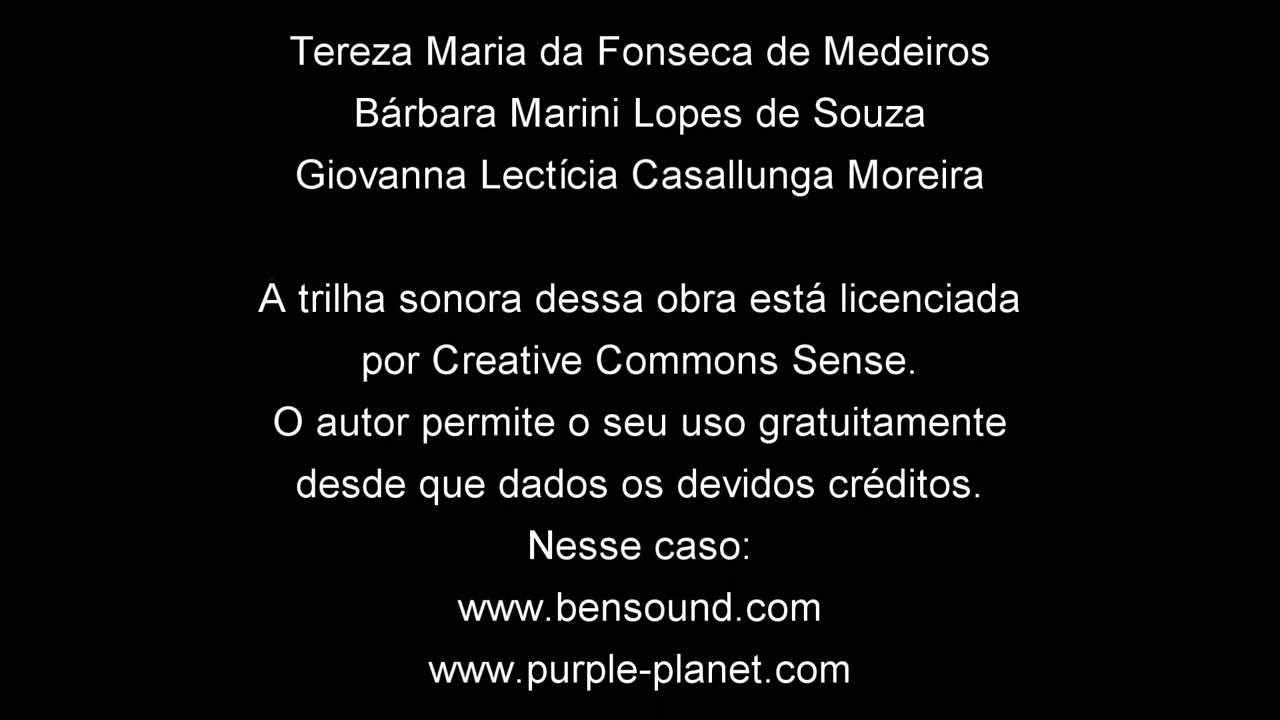 Tereza Maria da Fonseca de Medeiros
Bárbara Marini Lopes de Souza
Giovanna Lectícia Casallunga Moreira
A trilha sonora dessa obra está licenciada
por Creative Commons Sense.
O autor permite o seu uso gratuitamente
desde que dados os devidos créditos.
Nesse caso:
www.bensound.com
www.purple-planet.com